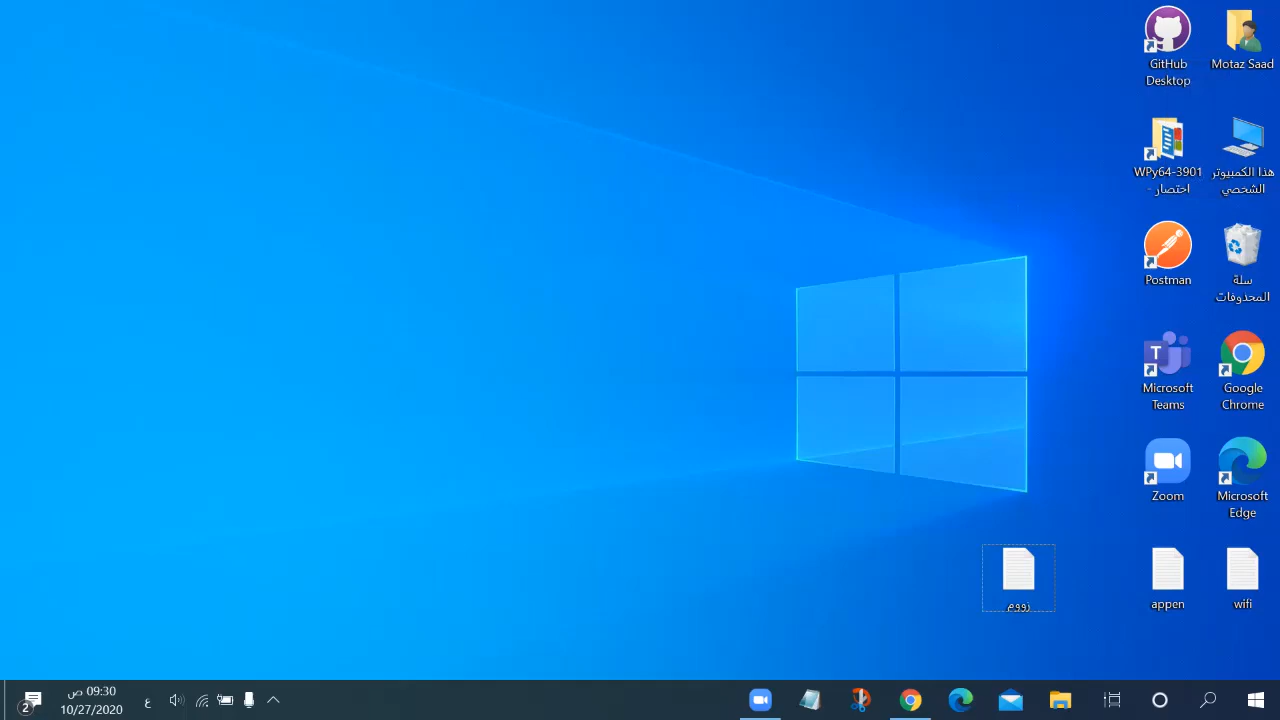 Motaz Saad
هذا الكمبيوتر
الشخصي
سلة
المحذوفات
Google
Chrome
Microsoft
Edge
wifi
GitHub
Desktop
WPy64-3901
- اختصار
Postman
Microsoft
Teams
Zoom
appen
زووم
09:30 ص
10/27/2020
ع
2